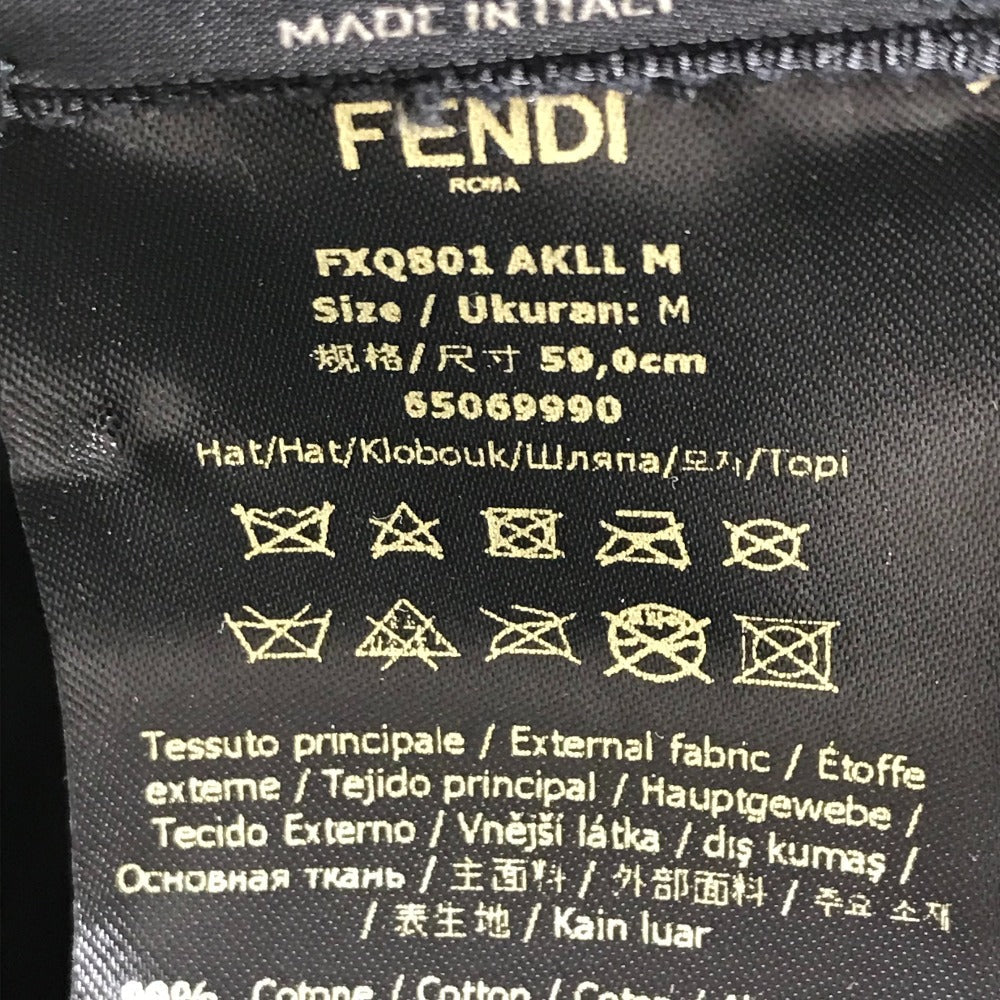 MADE IN ITALY
FENDI
ROMA
FXQ801 AKLL M
Size / Ukuran: M
规格/尺寸 59,0cm
65069990
Hat/Hat/Klobouk/Шляпа/모자/Topi
Tessuto principale / External fabric / Étoffe
externe / Tejido principal / Hauptgewebe /
Tecido Externo / Vnější látka / dış kumaş /
Основная ткань / 主面料 / 外部面料 / 주요 소재
/ 表生地 / Kain luar
Cotone / Cotton /